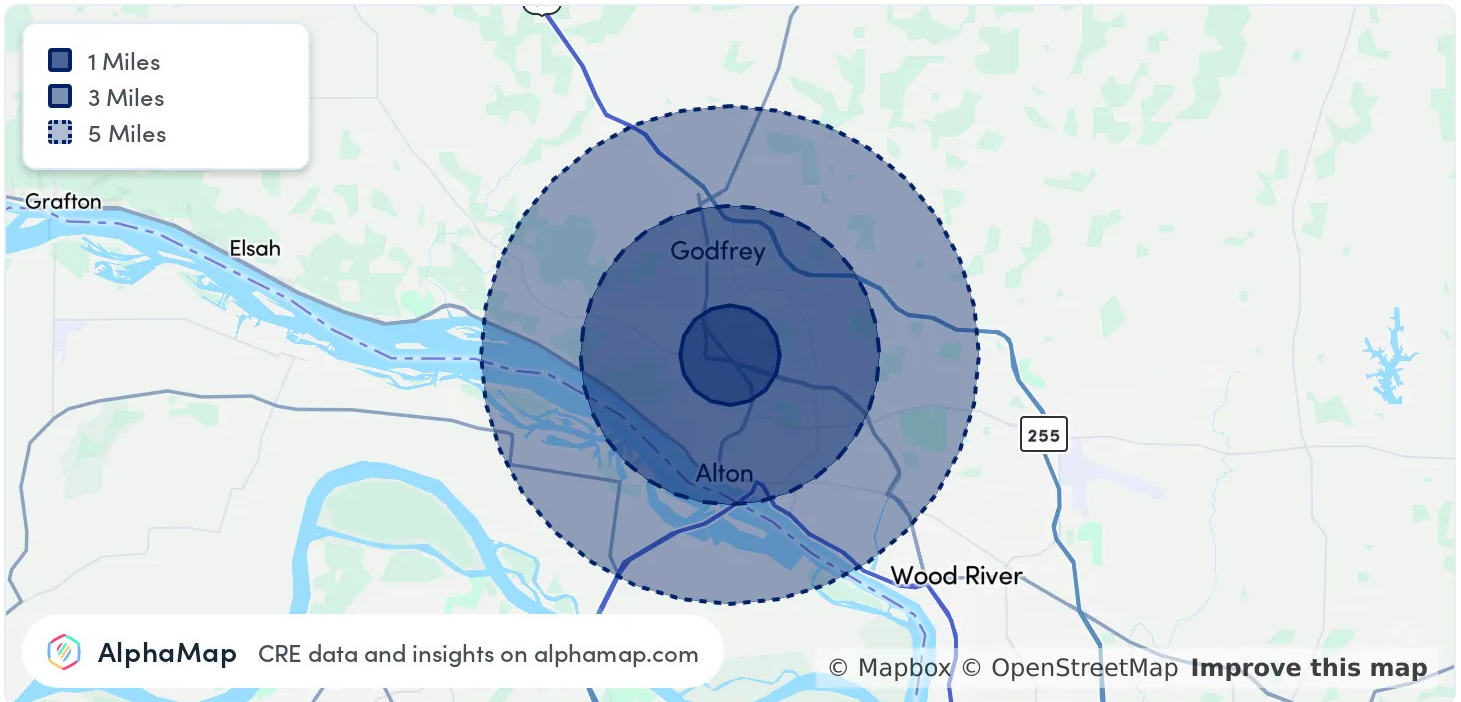 1 Miles
3 Miles
5 Miles
Grafton
Elsah
Godfrey
255
Alton
Wood River
AlphaMap CRE data and insights on alphamap.com
© Mapbox © OpenStreetMap Improve this map